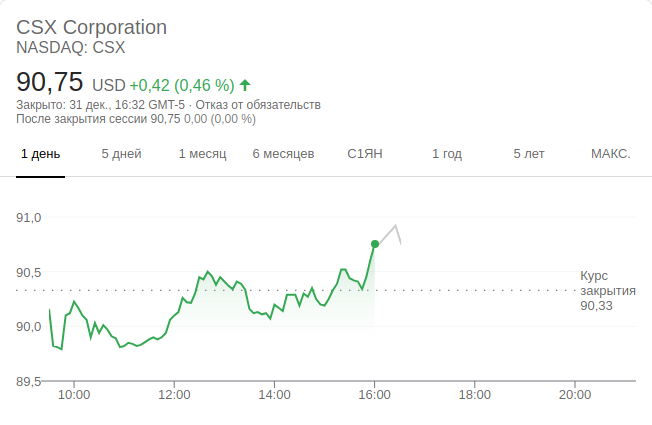 CSX Corporation
NASDAQ: CSX
90,75 USD +0,42 (0,46 %)
Закрыто: 31 дек., 16:32 GMT-5 · Отказ от обязательств
После закрытия сессии 90,75 0,00 (0,00 %)
1 день 5 дней 1 месяц 6 месяцев С1ЯН 1 год 5 лет МАКС.
91,0
90,5
Курс
закрытия
90,33
90,0
89,5
10:00 12:00 14:00 16:00 18:00 20:00